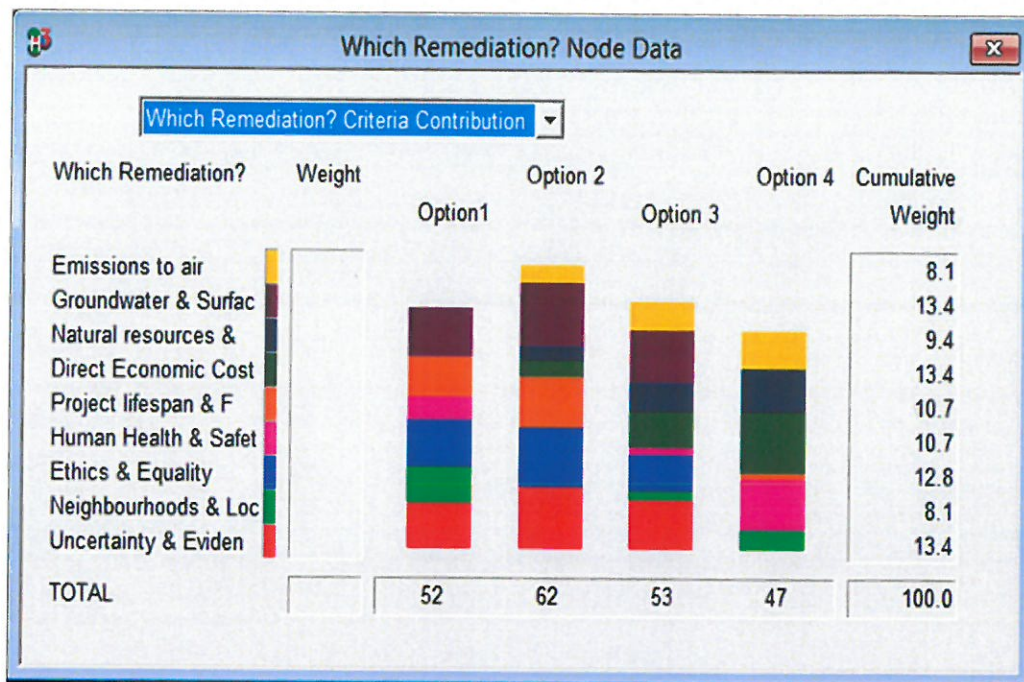 H3
Which Remediation? Node Data
Which Remediation? Criteria Contribution
Which Remediation? Weight Option 2 Option 4 Cumulative
Option1 Option 3 Weight
Emissions to air 8.1
Groundwater & Surfac 13.4
Natural resources & 9.4
Direct Economic Cost 13.4
Project lifespan & F 10.7
Human Health & Safet 10.7
Ethics & Equality 12.8
Neighbourhoods & Loc 8.1
Uncertainty & Eviden 13.4
TOTAL 52 62 53 47 100.0